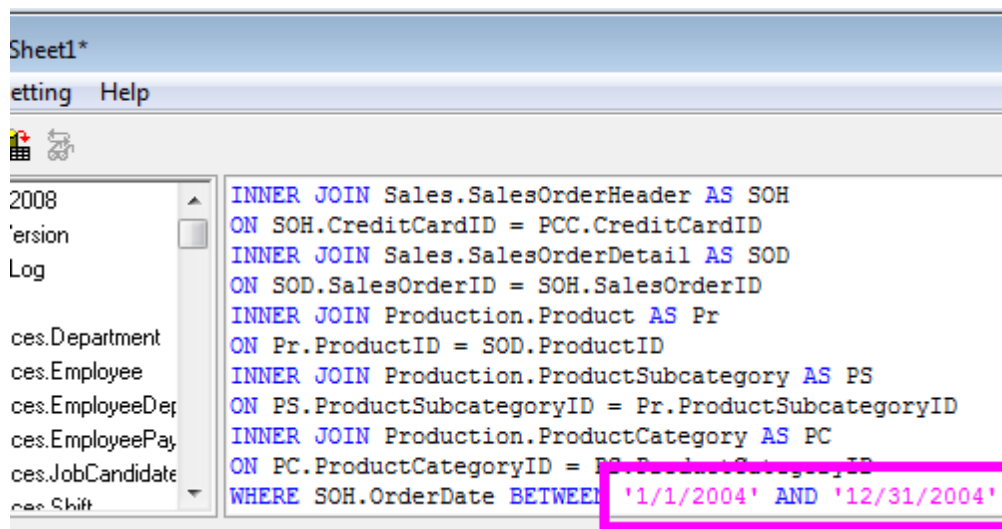 Sheet1*
etting Help
2008
ersion
Log
ces.Department
ces.Employee
ces.EmployeeDep
ces.EmployeePay
ces.JobCandidate
ces.Shift
INNER JOIN Sales.SalesOrderHeader AS SOH
ON SOH.CreditCardID = PCC.CreditCardID
INNER JOIN Sales.SalesOrderDetail AS SOD
ON SOD.SalesOrderID = SOH.SalesOrderID
INNER JOIN Production.Product AS Pr
ON Pr.ProductID = SOD.ProductID
INNER JOIN Production.ProductSubcategory AS PS
ON PS.ProductSubcategoryID = Pr.ProductSubcategoryID
INNER JOIN Production.ProductCategory AS PC
ON PC.ProductCategoryID = PS.ProductCategoryID
WHERE SOH.OrderDate BETWEEN '1/1/2004' AND '12/31/2004'